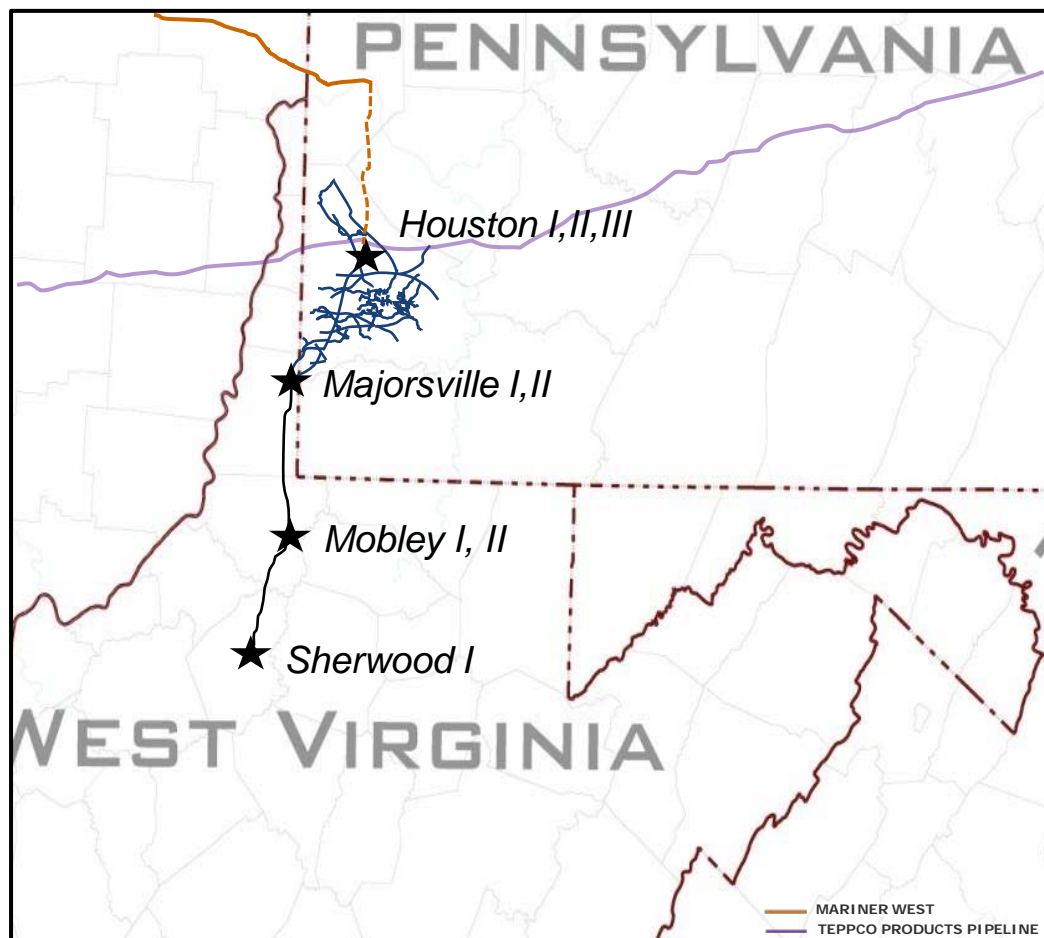 PENNSYLVANIA
Houston I,II,III
Majorsville I,II
Mobley I, II
Sherwood I
WEST VIRGINIA
MARINER WEST
TEPPCO PRODUCTS PIPELINE